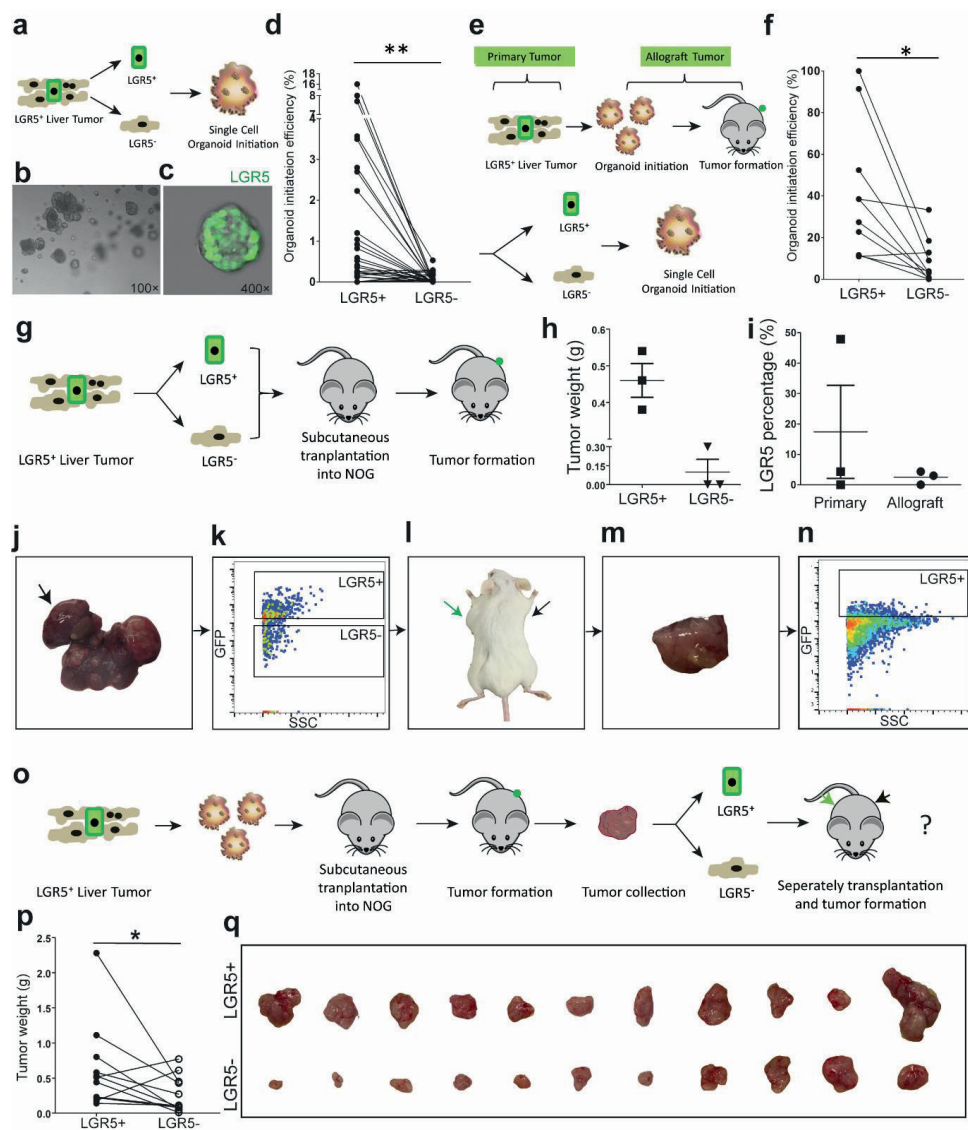 a
LGR5⁺
LGR5⁺ Liver Tumor
LGR5⁻
Single Cell
Organoid Initiation
b
100×
c
LGR5
400×
d
**
Organoid initiateion efficiency (%)
18
16
8
7
6
4
3
2
1
0
LGR5+
LGR5-
e
Primary Tumor
Allograft Tumor
LGR5⁺ Liver Tumor
Organoid initiation
Tumor formation
LGR5⁺
LGR5⁻
Single Cell
Organoid Initiation
f
*
Organoid initiateion efficiency (%)
100
80
60
40
20
0
LGR5+
LGR5-
g
LGR5⁺
LGR5⁺ Liver Tumor
LGR5⁻
Subcutaneous
tranplantation
into NOG
Tumor formation
h
Tumor weight (g)
0.6
0.5
0.4
0.30
0.15
0.00
LGR5+
LGR5-
i
LGR5 percentage (%)
50
40
30
20
10
0
Primary
Allograft
j
k
LGR5+
LGR5-
GFP
SSC
l
m
n
LGR5+
GFP
SSC
o
LGR5⁺ Liver Tumor
Subcutaneous
tranplantation
into NOG
Tumor formation
Tumor collection
LGR5⁺
LGR5⁻
Seperately transplantation
and tumor formation
?
p
*
Tumor weight (g)
2.5
2.0
1.5
1.0
0.5
0.0
LGR5+
LGR5-
q
LGR5+
LGR5-